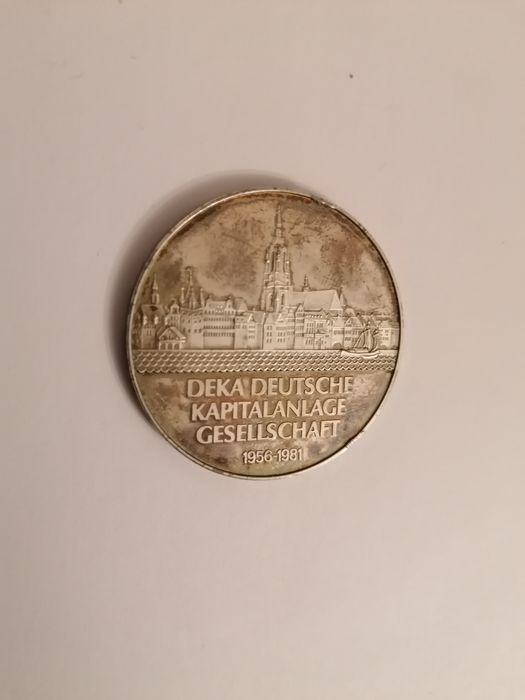 DEKA DEUTSCHE
KAPITALANLAGE
GESELLSCHAFT
1956-1981